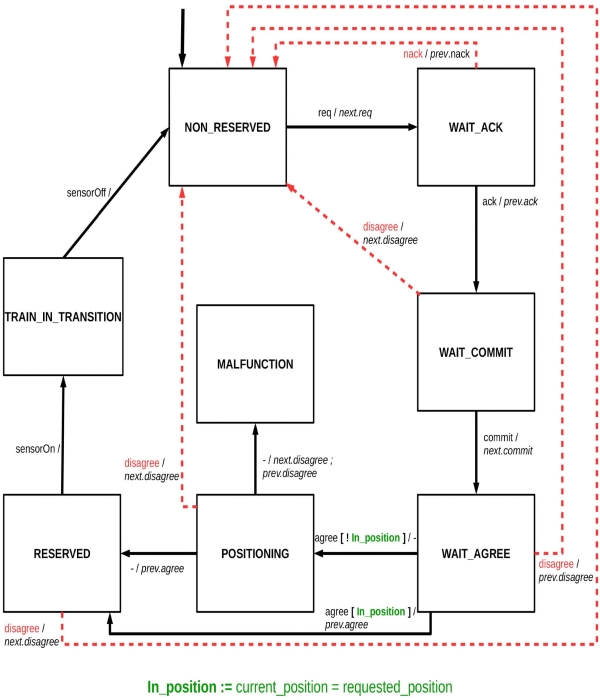 nack / prev.nack
NON_RESERVED
req / next.req
WAIT_ACK
sensorOff /
ack / prev.ack
disagree /
next.disagree
TRAIN_IN_TRANSITION
MALFUNCTION
WAIT_COMMIT
sensorOn /
disagree /
next.disagree
- / next.disagree ;
prev.disagree
commit /
next.commit
RESERVED
- / prev.agree
POSITIONING
agree [ ! In_position ] / -
WAIT_AGREE
disagree /
prev.disagree
agree [ In_position ] /
prev.agree
disagree /
next.disagree
In_position := current_position = requested_position